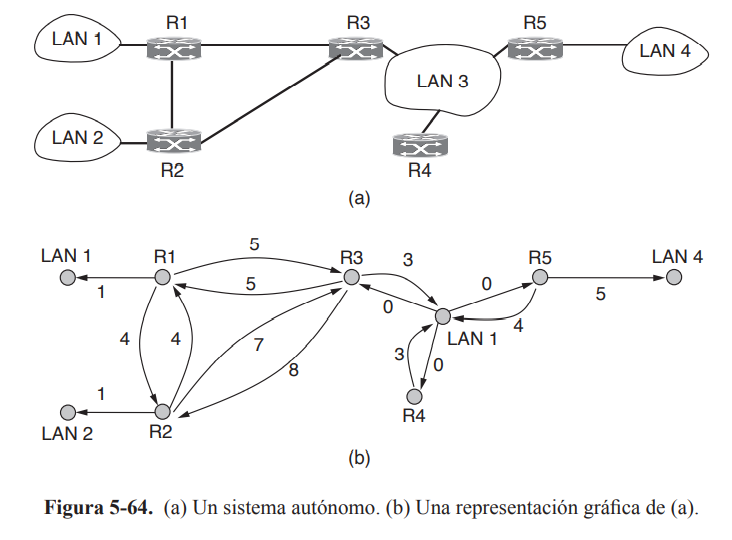 LAN 1
R1
R3
R5
LAN 4
LAN 3
LAN 2
R2
R4
(a)
LAN 1
R1
5
R3
3
R5
LAN 4
1
5
0
0
5
4
4
7
LAN 1
4
8
3
0
1
LAN 2
R2
R4
(b)
Figura 5-64. (a) Un sistema autónomo. (b) Una representación gráfica de (a).